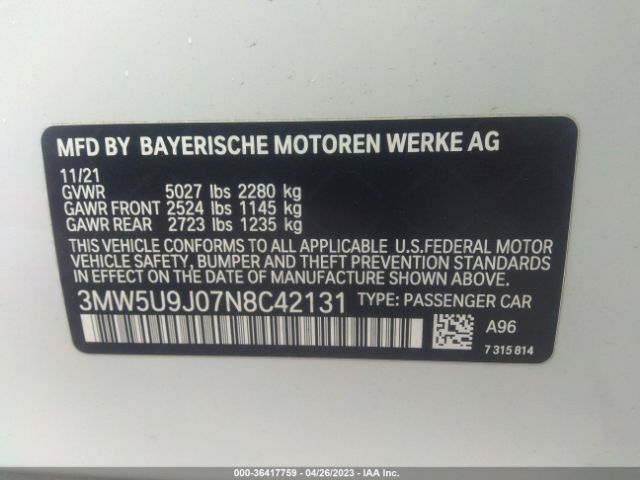 MFD BY BAYERISCHE MOTOREN WERKE AG
11/21
GVWR 5027 lbs 2280 kg
GAWR FRONT 2524 lbs 1145 kg
GAWR REAR 2723 lbs 1235 kg
THIS VEHICLE CONFORMS TO ALL APPLICABLE U.S.FEDERAL MOTOR
VEHICLE SAFETY, BUMPER AND THEFT PREVENTION STANDARDS
IN EFFECT ON THE DATE OF MANUFACTURE SHOWN ABOVE.
3MW5U9J07N8C42131 TYPE: PASSENGER CAR
A96
7 315 814
0 - 36417759 - 04/26/2023 - IAAI.com